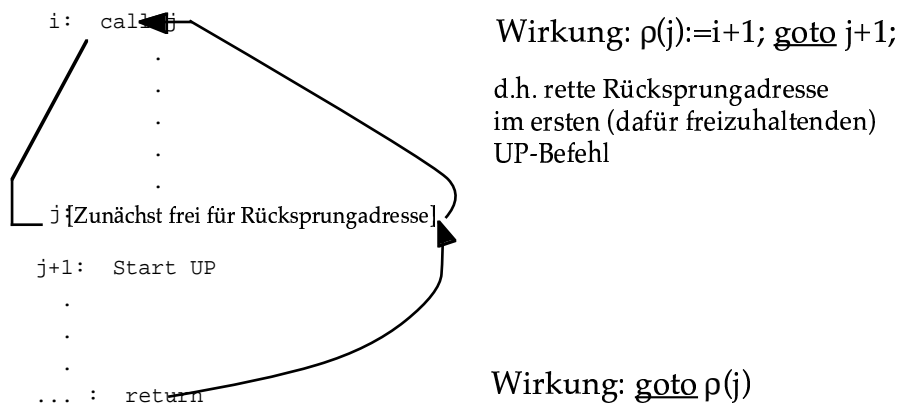 i: call j
Wirkung: ρ(j):=i+1; goto j+1;
d.h. rette Rücksprungadresse
im ersten (dafür freizuhaltenden)
UP-Befehl
j:[Zunächst frei für Rücksprungadresse]
j+1: Start UP
... : return
Wirkung: goto ρ(j)